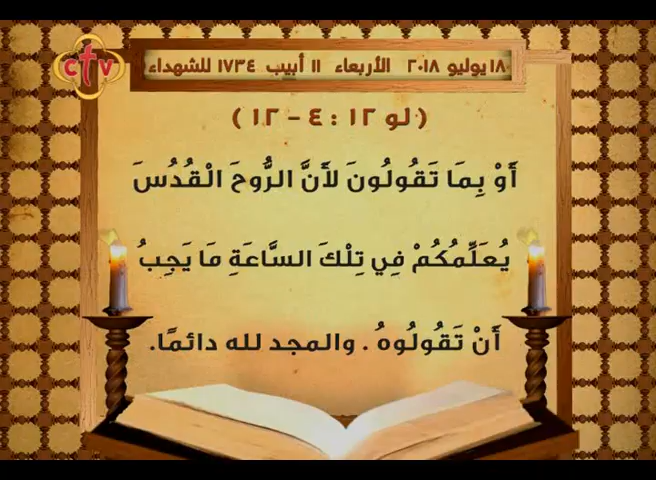 CTV
١٨ يوليو ٢٠١٨ الأربعاء ١١ أبيب ١٧٣٤ للشهداء
( لو ١٢ : ٤ - ١٢ )
أَوْ بِمَا تَقُولُونَ لأَنَّ الرُّوحَ الْقُدُسَ
يُعَلِّمُكُمْ فِي تِلْكَ السَّاعَةِ مَا يَجِبُ
أَنْ تَقُولُوهُ . والمجد لله دائمًا.